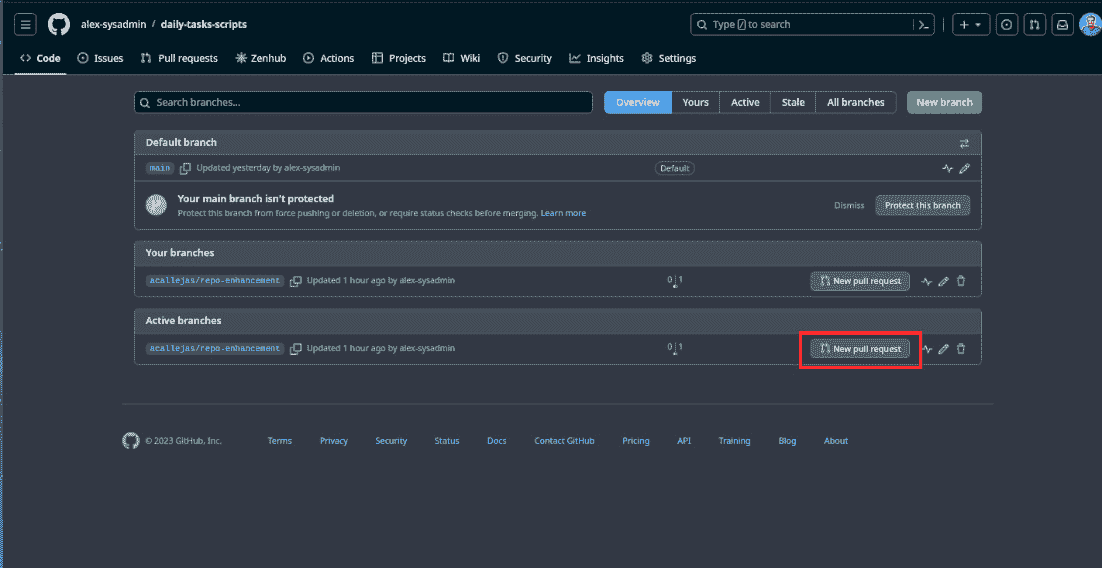 alex-sysadmin / daily-tasks-scripts
Type / to search
Code Issues Pull requests Zenhub Actions Projects Wiki Security Insights Settings
Search branches...
Overview Yours Active Stale All branches New branch
Default branch
main Updated yesterday by alex-sysadmin Default
Your main branch isn't protected
Protect this branch from force pushing or deletion, or require status checks before merging. Learn more
Dismiss Protect this branch
Your branches
acallejas/repo-enhancement Updated 1 hour ago by alex-sysadmin 0 1 New pull request
Active branches
acallejas/repo-enhancement Updated 1 hour ago by alex-sysadmin 0 1 New pull request
© 2023 GitHub, Inc. Terms Privacy Security Status Docs Contact GitHub Pricing API Training Blog About